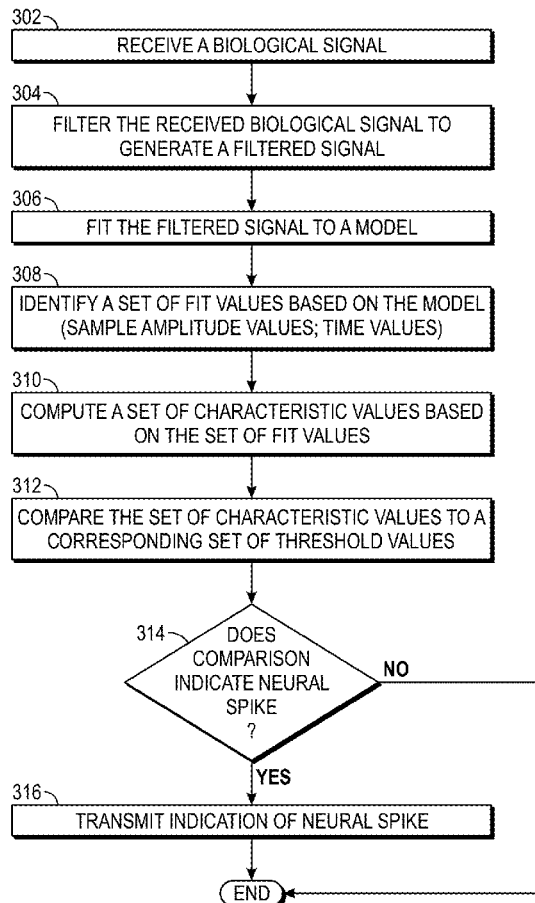 302
RECEIVE A BIOLOGICAL SIGNAL
304
FILTER THE RECEIVED BIOLOGICAL SIGNAL TO
GENERATE A FILTERED SIGNAL
306
FIT THE FILTERED SIGNAL TO A MODEL
308
IDENTIFY A SET OF FIT VALUES BASED ON THE MODEL
(SAMPLE AMPLITUDE VALUES; TIME VALUES)
310
COMPUTE A SET OF CHARACTERISTIC VALUES BASED
ON THE SET OF FIT VALUES
312
COMPARE THE SET OF CHARACTERISTIC VALUES TO A
CORRESPONDING SET OF THRESHOLD VALUES
314
DOES
COMPARISON
INDICATE NEURAL
SPIKE
?
NO
YES
316
TRANSMIT INDICATION OF NEURAL SPIKE
END